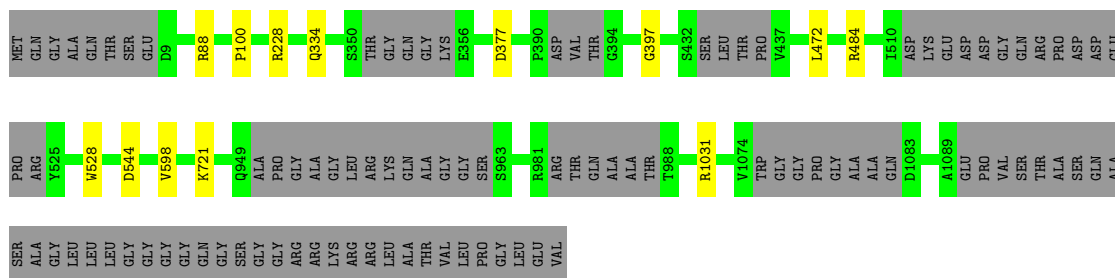 MET GLN GLY ALA GLN THR SER GLU D9 R88 P100 R228 Q334 S350 THR GLY GLN GLY LYS E356 D377 P390 ASP VAL THR G394 G397 S432 SER LEU THR PRO V437 L472 R484 I510 ASP LYS GLU ASP ASP GLY GLN ARG PRO ASP ASP GLU
PRO ARG Y525 W528 D544 V598 K721 Q949 ALA PRO GLY ALA GLY LEU ARG LYS GLN ALA GLY GLY SER S963 R981 ARG THR GLN ALA ALA THR T988 R1031 V1074 TRP GLY GLY PRO GLY ALA ALA GLN D1083 A1089 GLU PRO VAL SER THR ALA SER GLN ALA
SER ALA GLY LEU LEU LEU GLY GLY GLY GLY GLN GLY SER GLY GLY ARG ARG LYS ARG ARG LEU ALA THR VAL LEU PRO GLY LEU GLU VAL